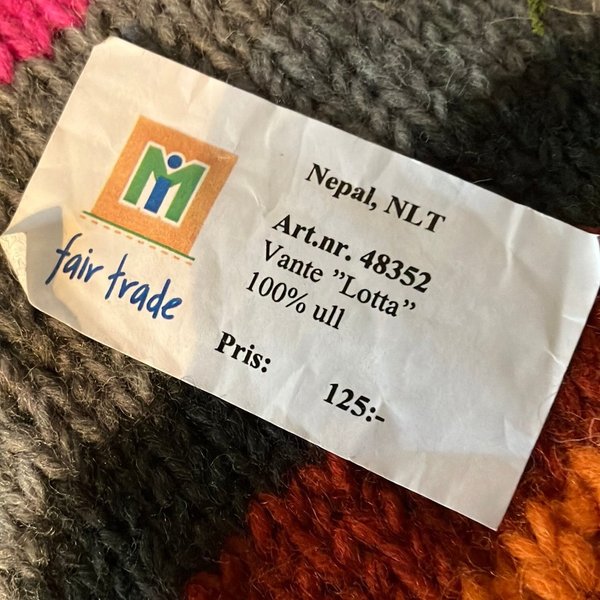 fair trade
Nepal, NLT
Art.nr. 48352
Vante ”Lotta”
100% ull
Pris: 125:-